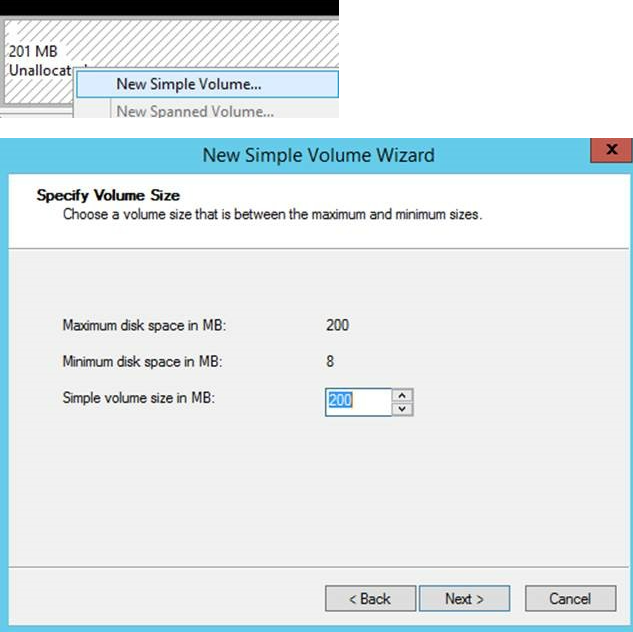 201 MB
Unallocat
New Simple Volume...
New Spanned Volume...
New Simple Volume Wizard
x
Specify Volume Size
Choose a volume size that is between the maximum and minimum sizes.
Maximum disk space in MB: 200
Minimum disk space in MB: 8
Simple volume size in MB: 200
< Back Next > Cancel